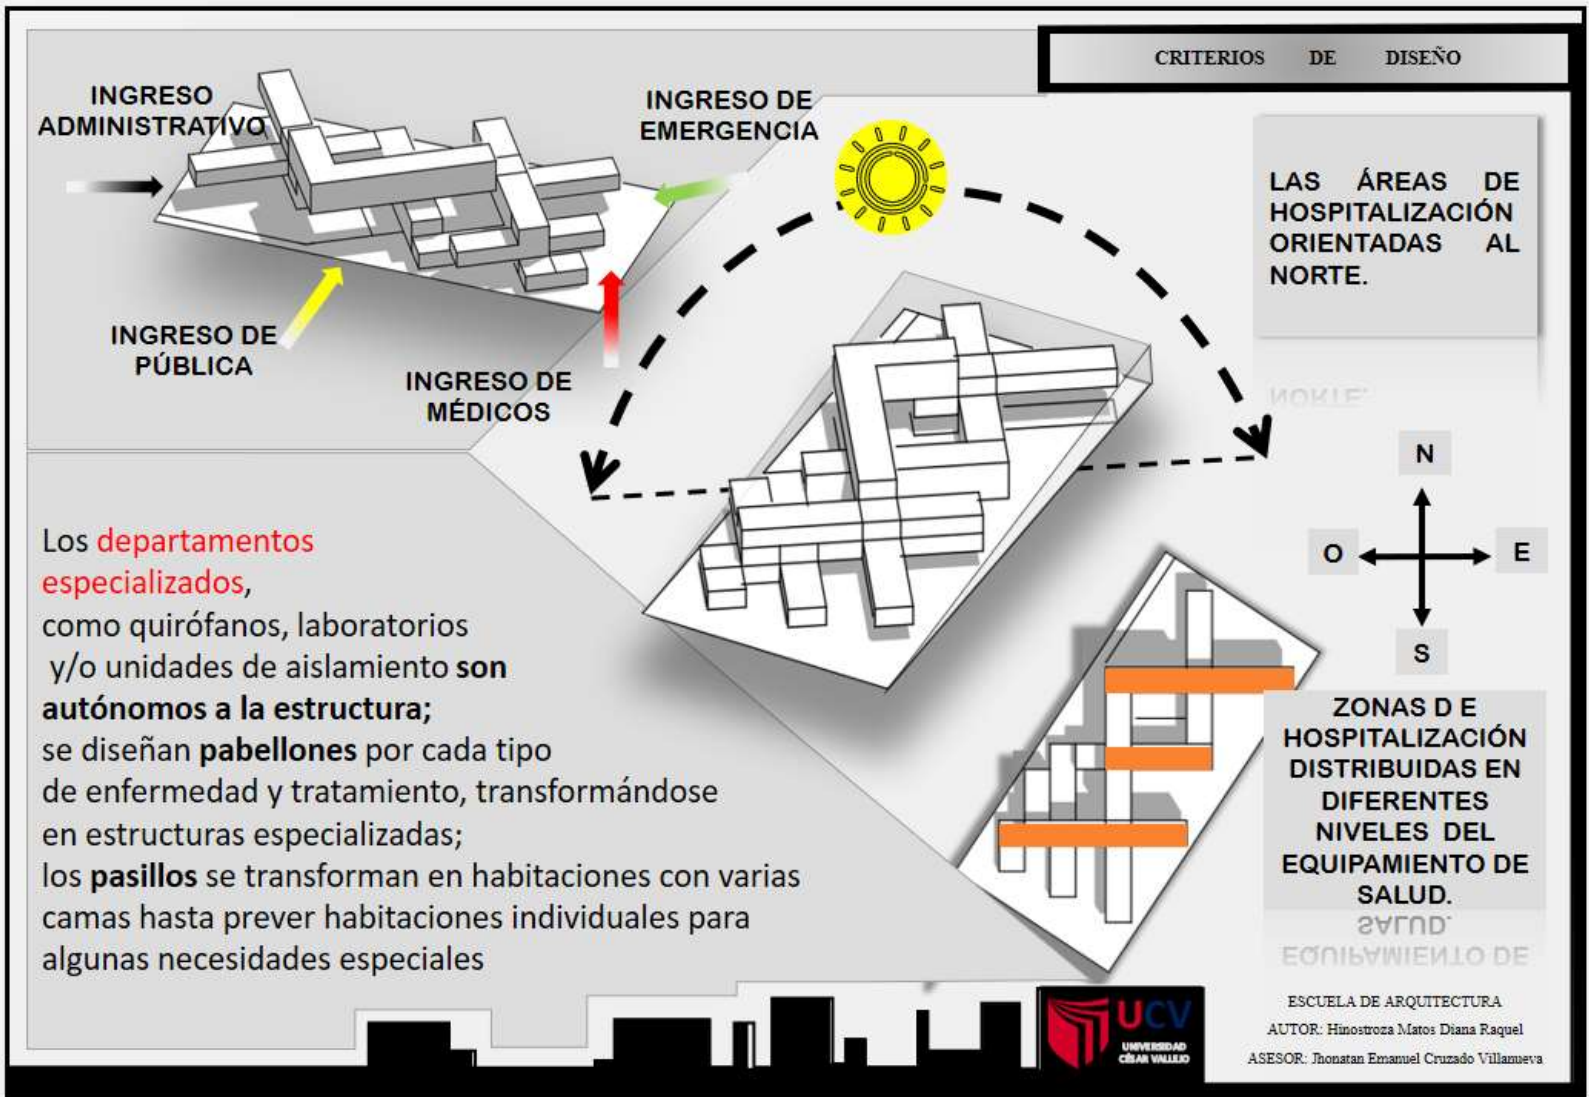 CRITERIOS DE DISEÑO
INGRESO
ADMINISTRATIVO
INGRESO DE
EMERGENCIA
INGRESO DE
PÚBLICA
INGRESO DE
MÉDICOS
LAS ÁREAS DE
HOSPITALIZACIÓN
ORIENTADAS AL
NORTE.
N
O
E
S
Los departamentos
especializados,
como quirófanos, laboratorios
y/o unidades de aislamiento son
autónomos a la estructura;
se diseñan pabellones por cada tipo
de enfermedad y tratamiento, transformándose
en estructuras especializadas;
los pasillos se transforman en habitaciones con varias
camas hasta prever habitaciones individuales para
algunas necesidades especiales
ZONAS D E
HOSPITALIZACIÓN
DISTRIBUIDAS EN
DIFERENTES
NIVELES DEL
EQUIPAMIENTO DE
SALUD.
UCV
UNIVERSIDAD
CÉSAR VALLEJO
ESCUELA DE ARQUITECTURA
AUTOR: Hinostroza Matos Diana Raquel
ASESOR: Jhonatan Emanuel Cruzado Villanueva